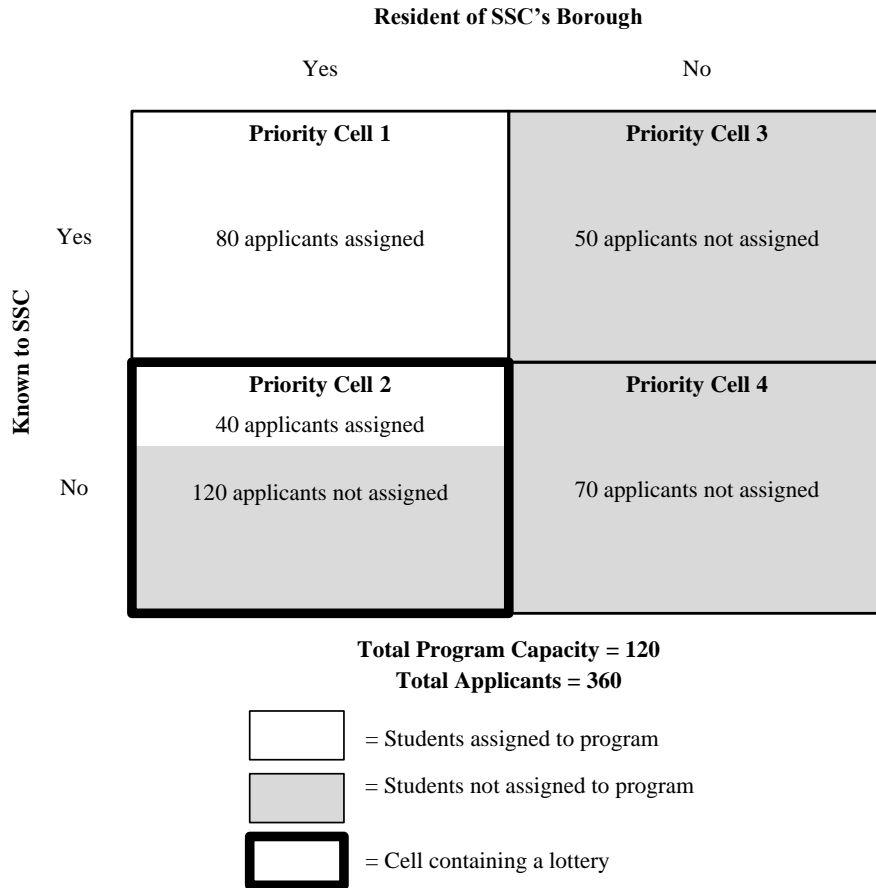 Resident of SSC's Borough
Yes
No
Known to SSC
Yes
Priority Cell 1
80 applicants assigned
Priority Cell 3
50 applicants not assigned
No
Priority Cell 2
40 applicants assigned
120 applicants not assigned
Priority Cell 4
70 applicants not assigned
Total Program Capacity = 120
Total Applicants = 360
= Students assigned to program
= Students not assigned to program
= Cell containing a lottery